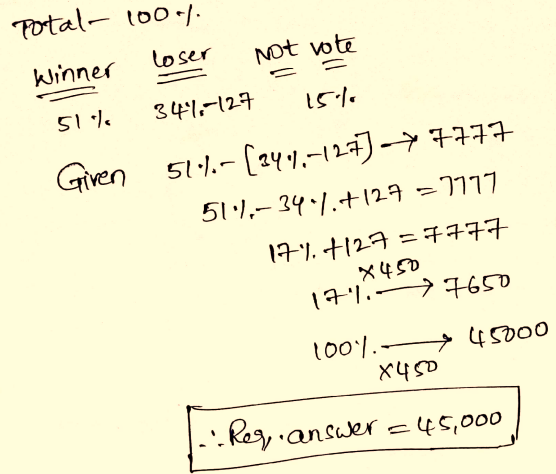 Total - 100%.
Winner Loser Not vote
51% 34%-127 15%
Given 51%-[34%-127] → 7777
51%-34%+127 = 7777
17%+127 = 7777
×450
17% → 7650
100% → 45000
×450
∴ Req. answer = 45,000